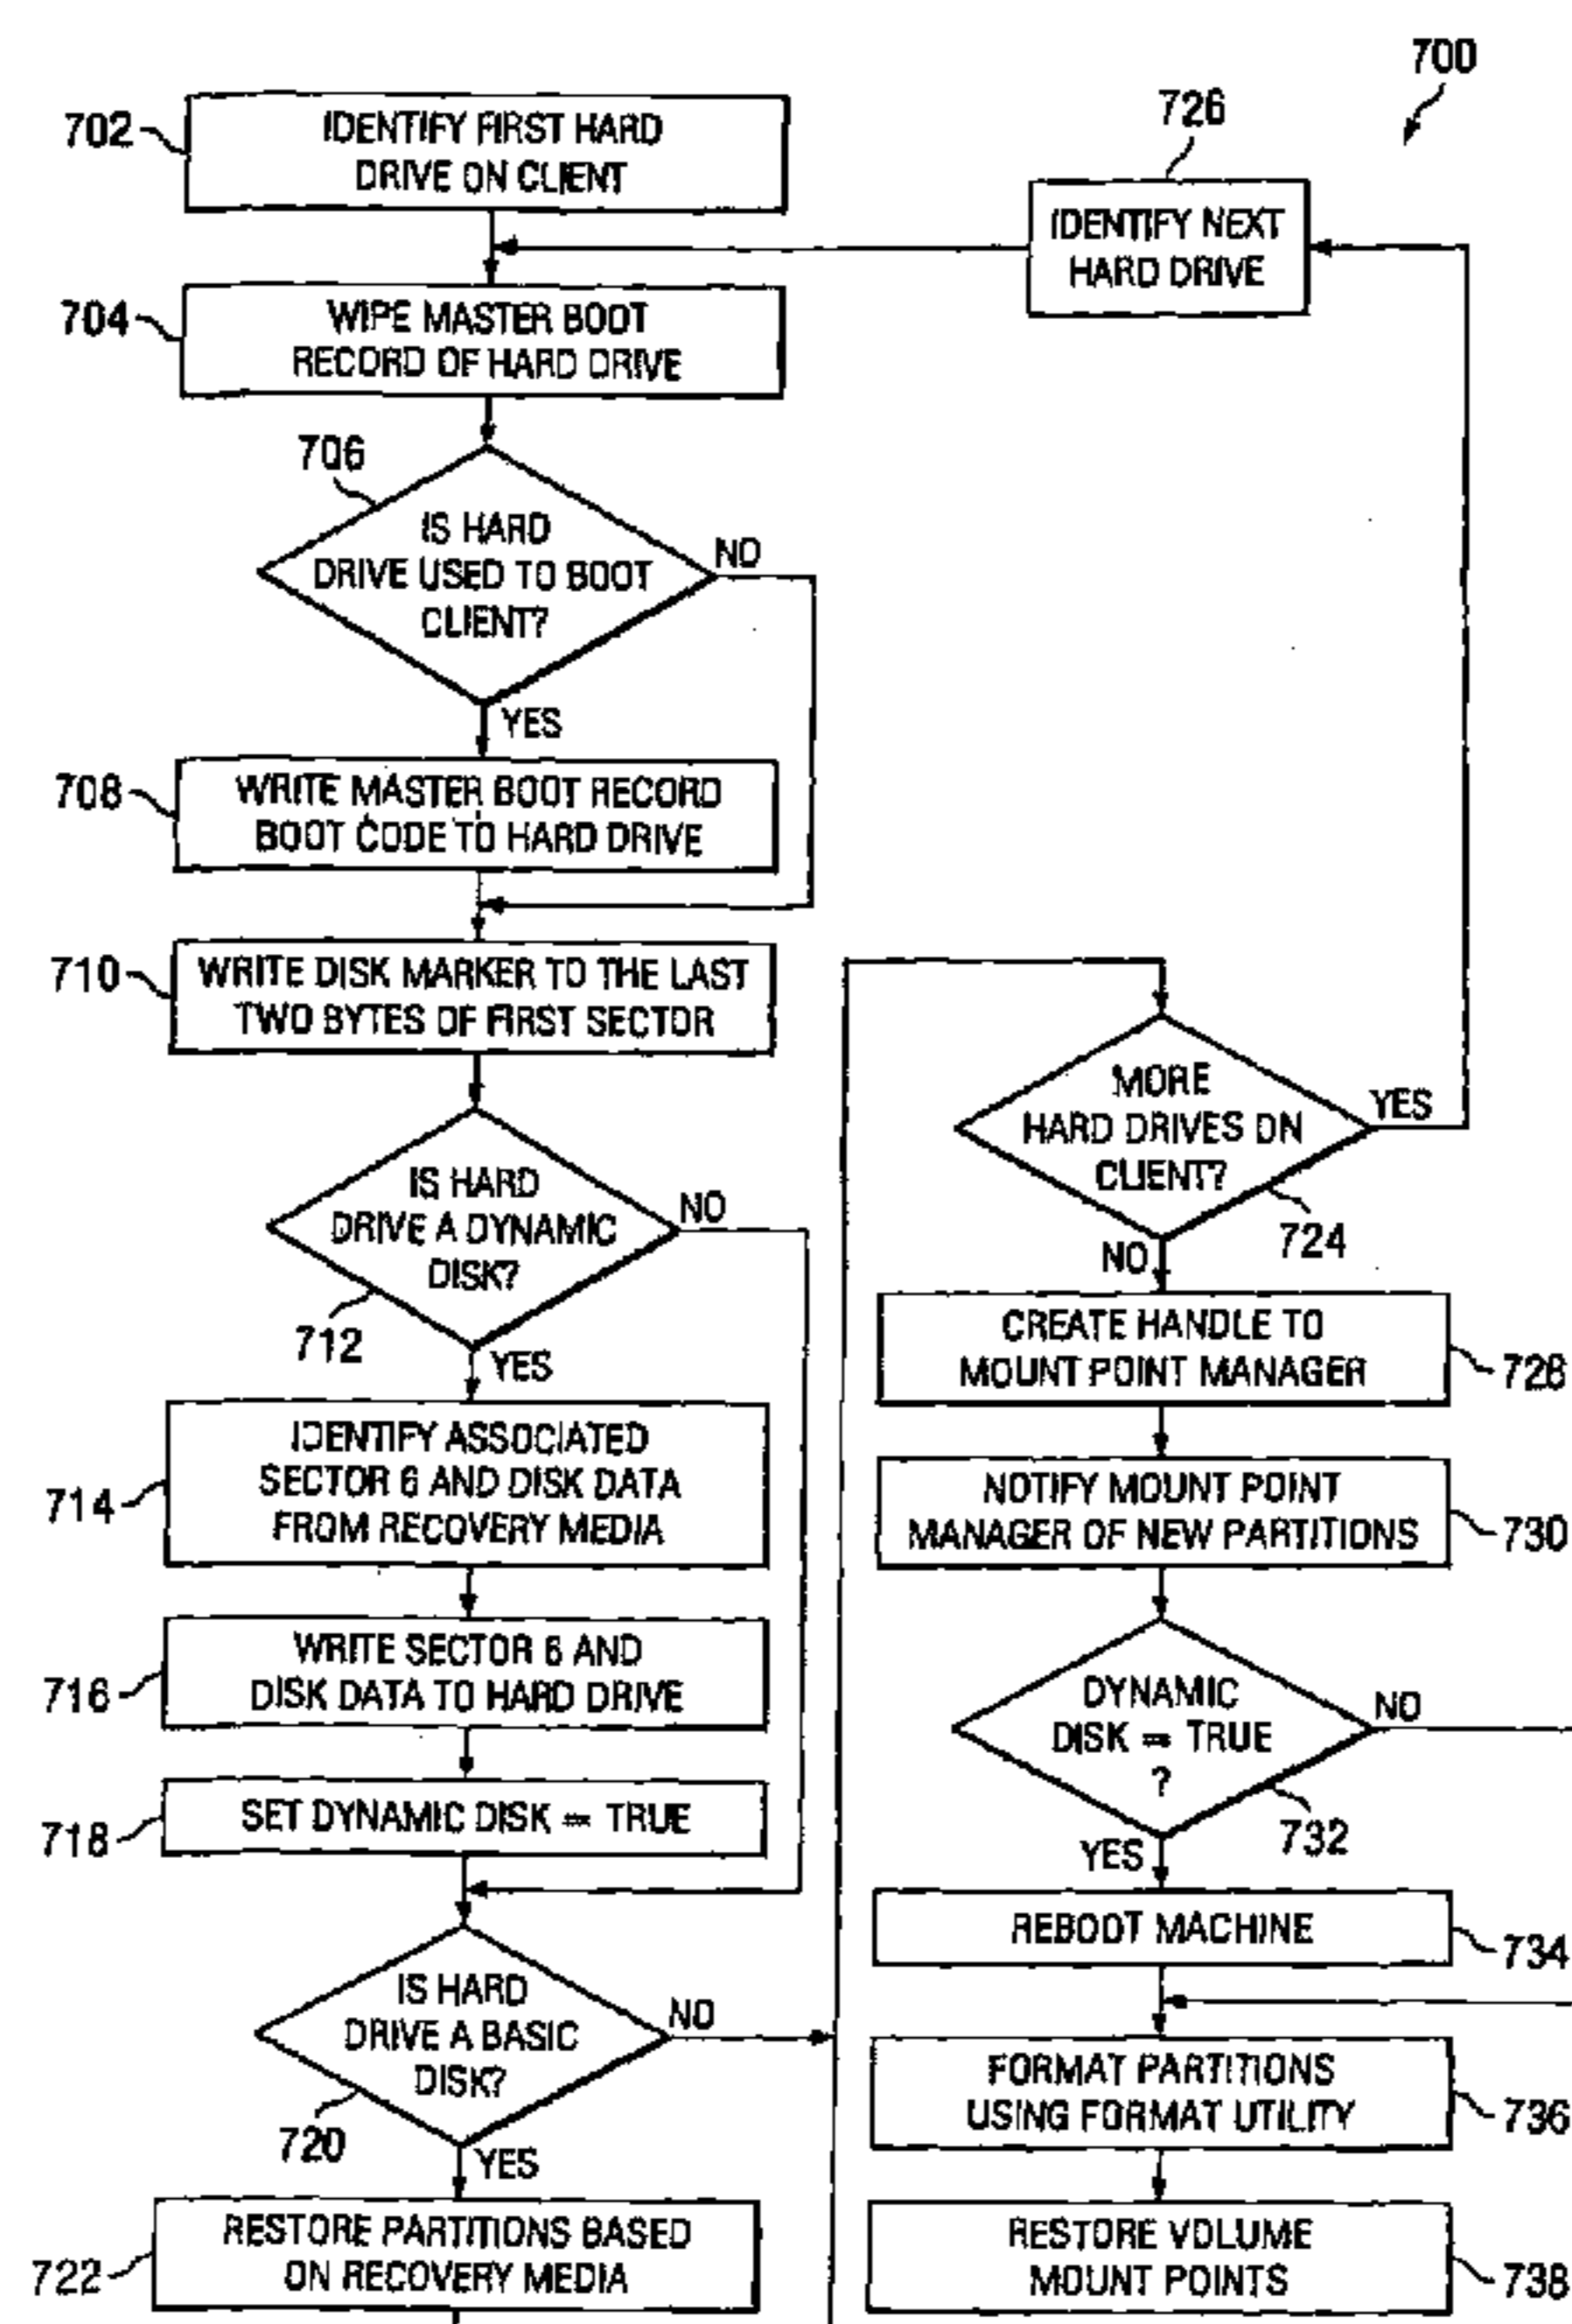 700
702
IDENTIFY FIRST HARD
DRIVE ON CLIENT
726
IDENTIFY NEXT
HARD DRIVE
704
WIPE MASTER BOOT
RECORD OF HARD DRIVE
706
IS HARD
DRIVE USED TO BOOT
CLIENT?
NO
YES
708
WRITE MASTER BOOT RECORD
BOOT CODE TO HARD DRIVE
710
WRITE DISK MARKER TO THE LAST
TWO BYTES OF FIRST SECTOR
IS HARD
DRIVE A DYNAMIC
DISK?
NO
712
YES
714
IDENTIFY ASSOCIATED
SECTOR 6 AND DISK DATA
FROM RECOVERY MEDIA
716
WRITE SECTOR 6 AND
DISK DATA TO HARD DRIVE
718
SET DYNAMIC DISK = TRUE
IS HARD
DRIVE A BASIC
DISK?
NO
720
YES
722
RESTORE PARTITIONS BASED
ON RECOVERY MEDIA
MORE
HARD DRIVES ON
CLIENT?
YES
724
NO
CREATE HANDLE TO
MOUNT POINT MANAGER
728
NOTIFY MOUNT POINT
MANAGER OF NEW PARTITIONS
730
DYNAMIC
DISK = TRUE
?
NO
732
YES
REBOOT MACHINE
734
FORMAT PARTITIONS
USING FORMAT UTILITY
736
RESTORE VOLUME
MOUNT POINTS
738